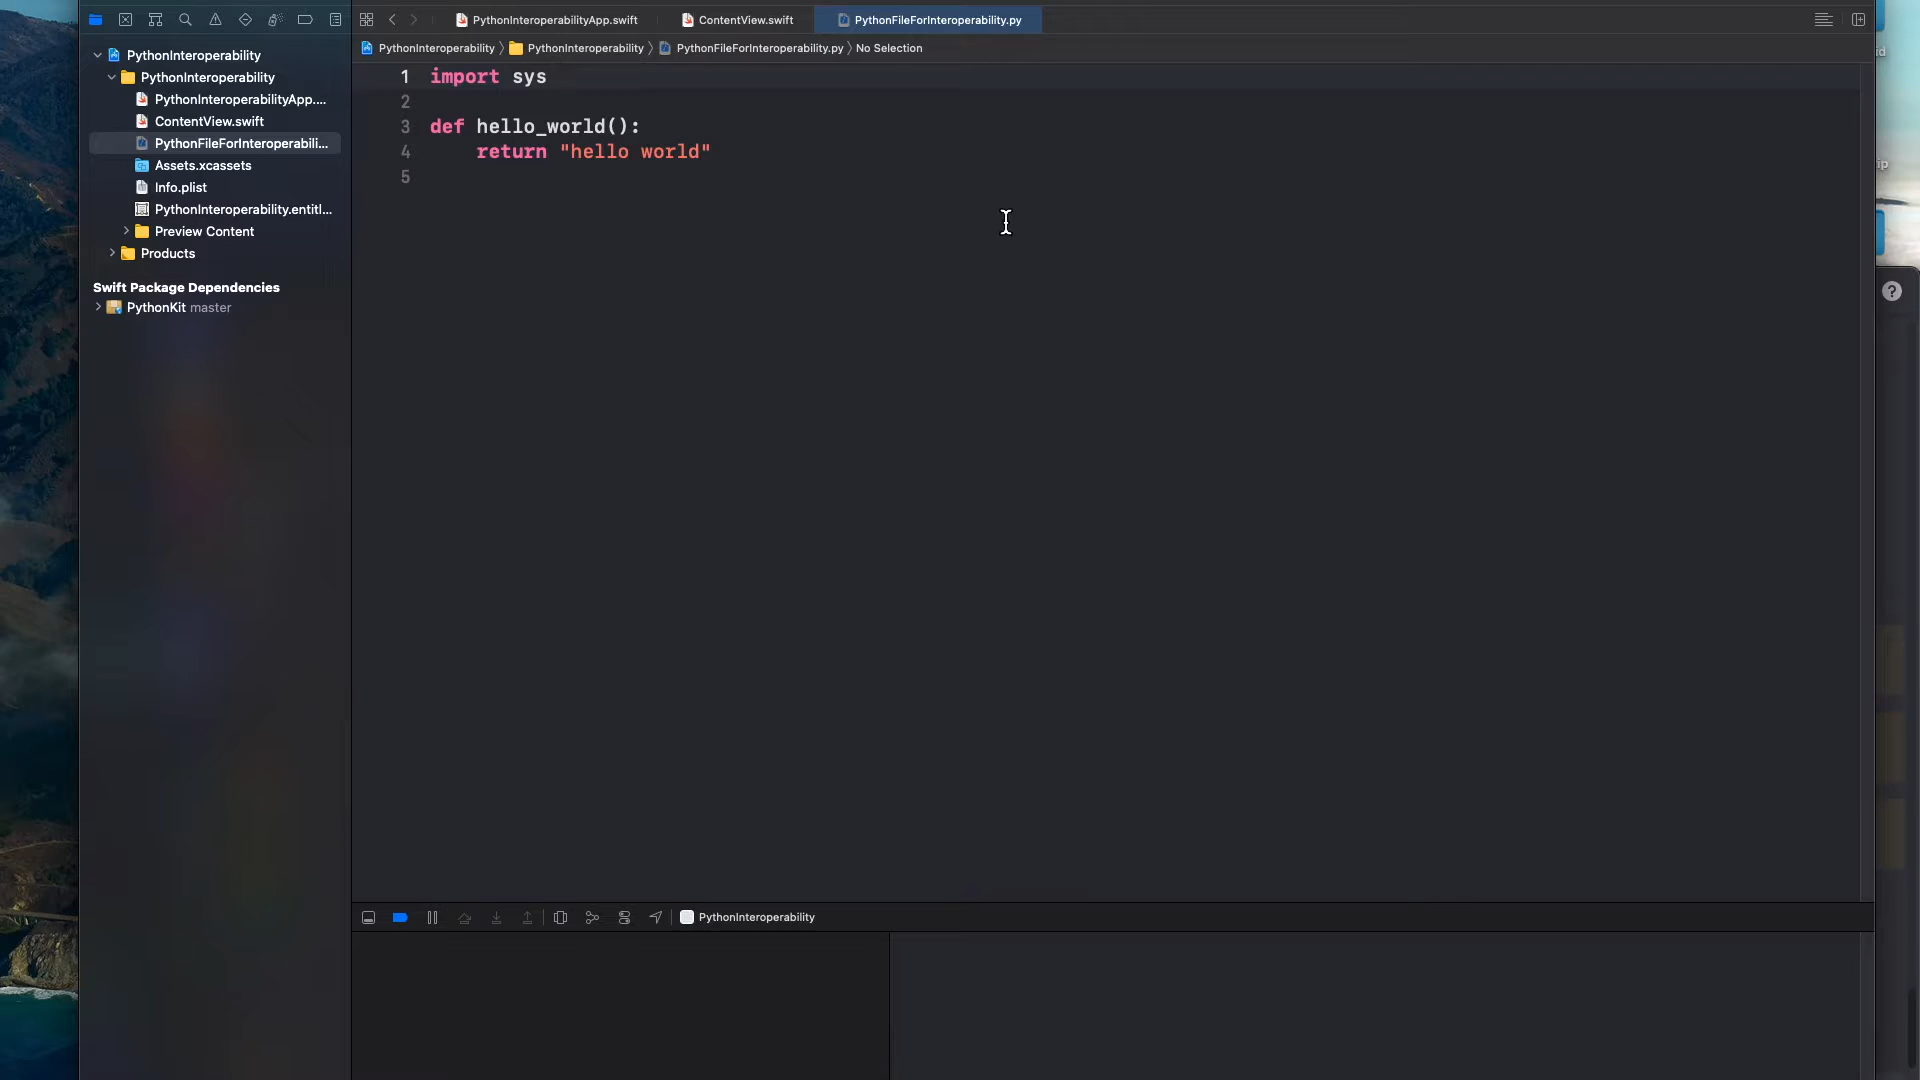 PythonInteroperabilityApp.swift
ContentView.swift
PythonFileForInteroperability.py
PythonInteroperability
PythonInteroperability
PythonInteroperabilityApp....
ContentView.swift
PythonFileForInteroperabili...
Assets.xcassets
Info.plist
PythonInteroperability.entitl...
Preview Content
Products
Swift Package Dependencies
PythonKit master
PythonInteroperability 〉 PythonInteroperability 〉 PythonFileForInteroperability.py 〉 No Selection
1 import sys
2
3 def hello_world():
4 return "hello world"
5
id
ip
?
PythonInteroperability